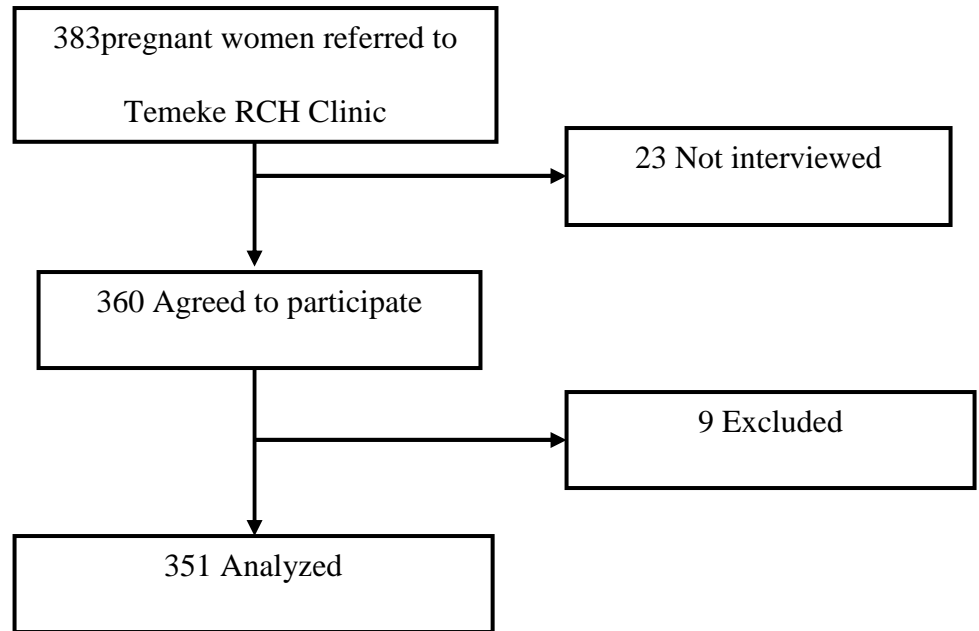 383pregnant women referred to
Temeke RCH Clinic
23 Not interviewed
360 Agreed to participate
9 Excluded
351 Analyzed